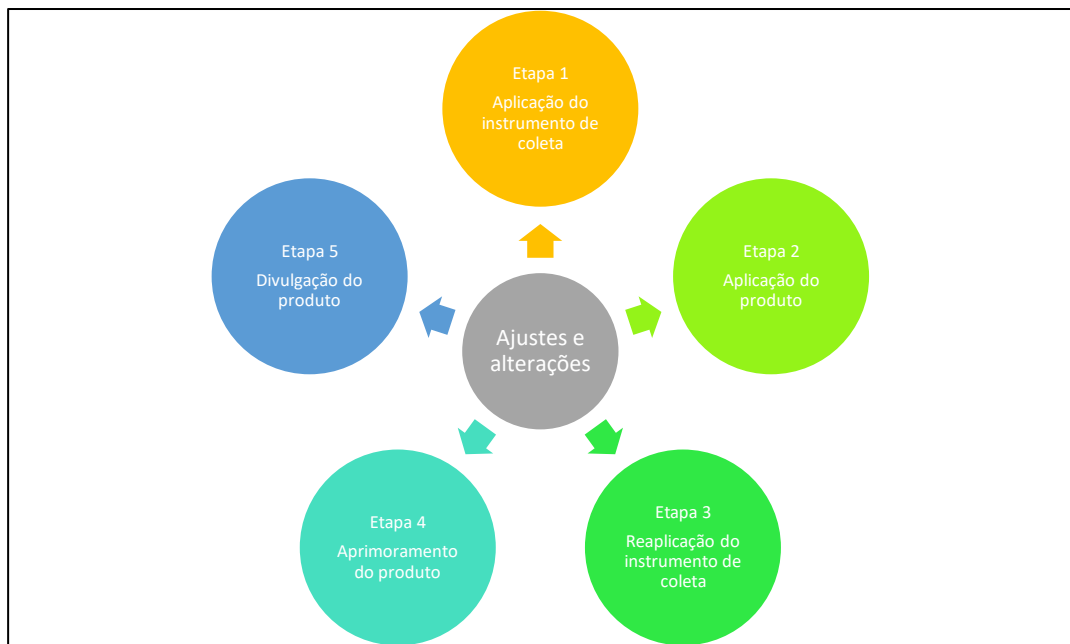 Etapa 1
Aplicação do
instrumento de
coleta
Etapa 2
Aplicação do
produto
Etapa 3
Reaplicação do
instrumento de
coleta
Etapa 4
Aprimoramento
do produto
Etapa 5
Divulgação do
produto
Ajustes e
alterações